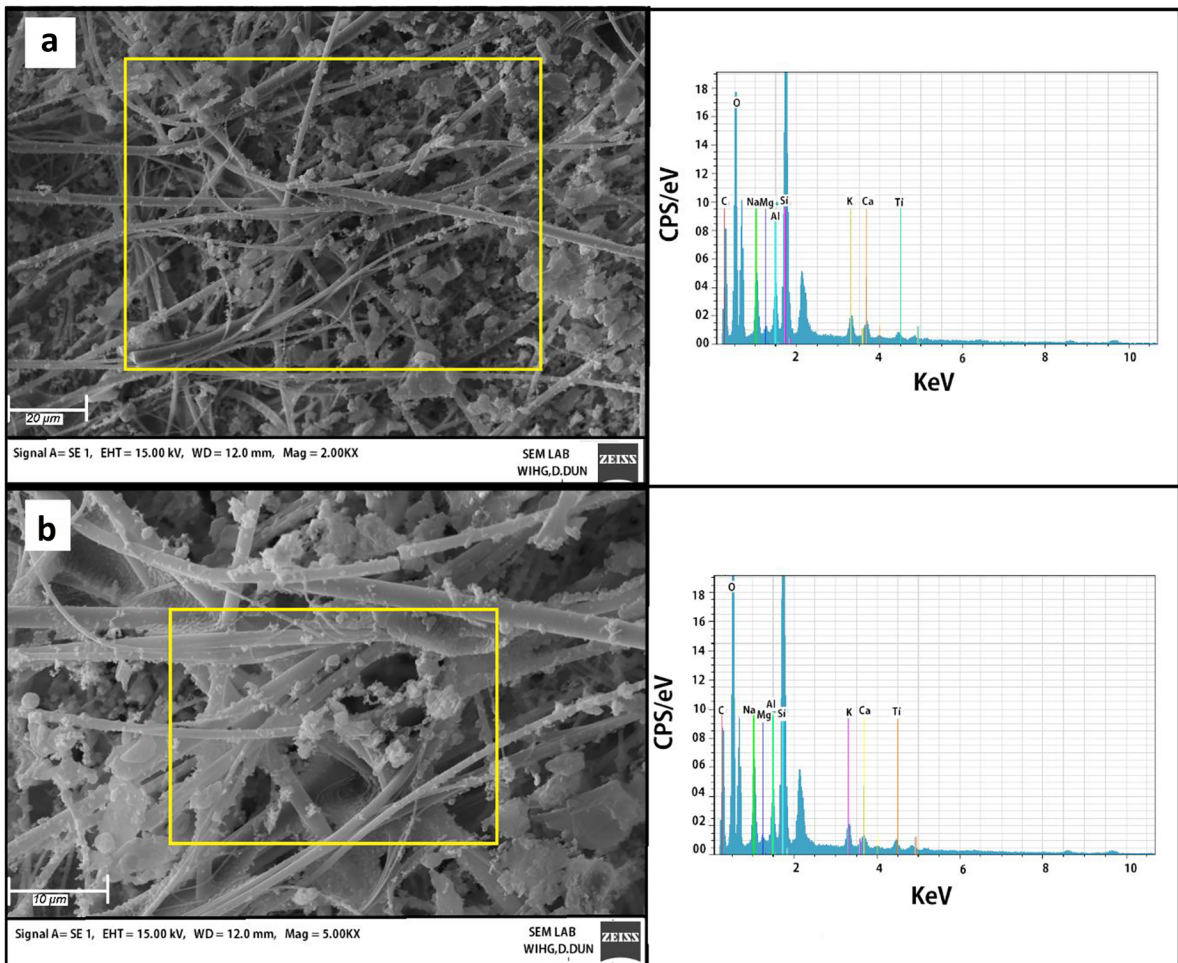 a
20 µm
Signal A= SE 1, EHT = 15.00 kV, WD = 12.0 mm, Mag = 2.00KX
SEM LAB
WIHG,D.DUN
ZEISS
CPS/eV
18
16
14
12
10
08
06
04
02
00
O
C
Na
Mg
Al
Si
K
Ca
Ti
2
4
6
8
10
KeV
b
10 µm
Signal A= SE 1, EHT = 15.00 kV, WD = 12.0 mm, Mag = 5.00KX
SEM LAB
WIHG,D.DUN
ZEISS
CPS/eV
18
16
14
12
10
08
06
04
02
00
O
C
Na
Mg
Al
Si
K
Ca
Ti
2
4
6
8
10
KeV